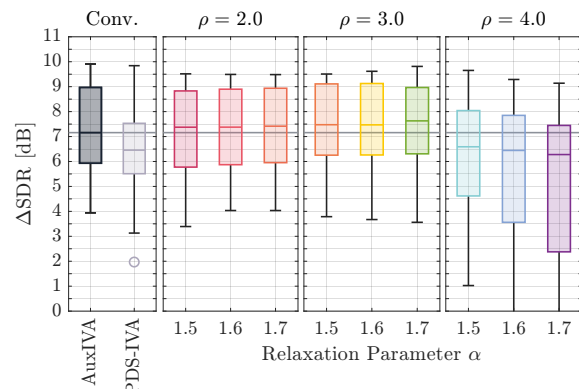 Conv.
ρ = 2.0
ρ = 3.0
ρ = 4.0
11
10
9
8
7
6
5
4
3
2
1
0
ΔSDR [dB]
AuxIVA
PDS-IVA
1.5 1.6 1.7
1.5 1.6 1.7
1.5 1.6 1.7
Relaxation Parameter α